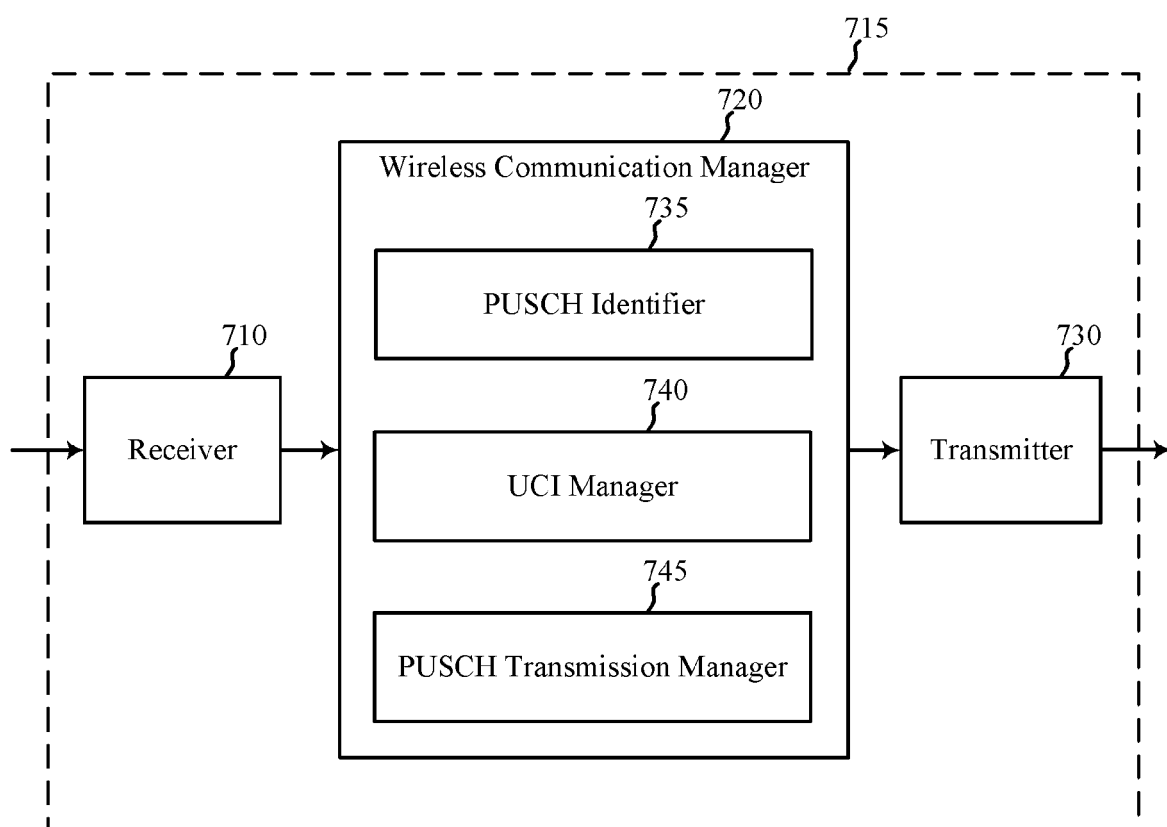 715
720
Wireless Communication Manager
735
PUSCH Identifier
710
Receiver
740
UCI Manager
730
Transmitter
745
PUSCH Transmission Manager